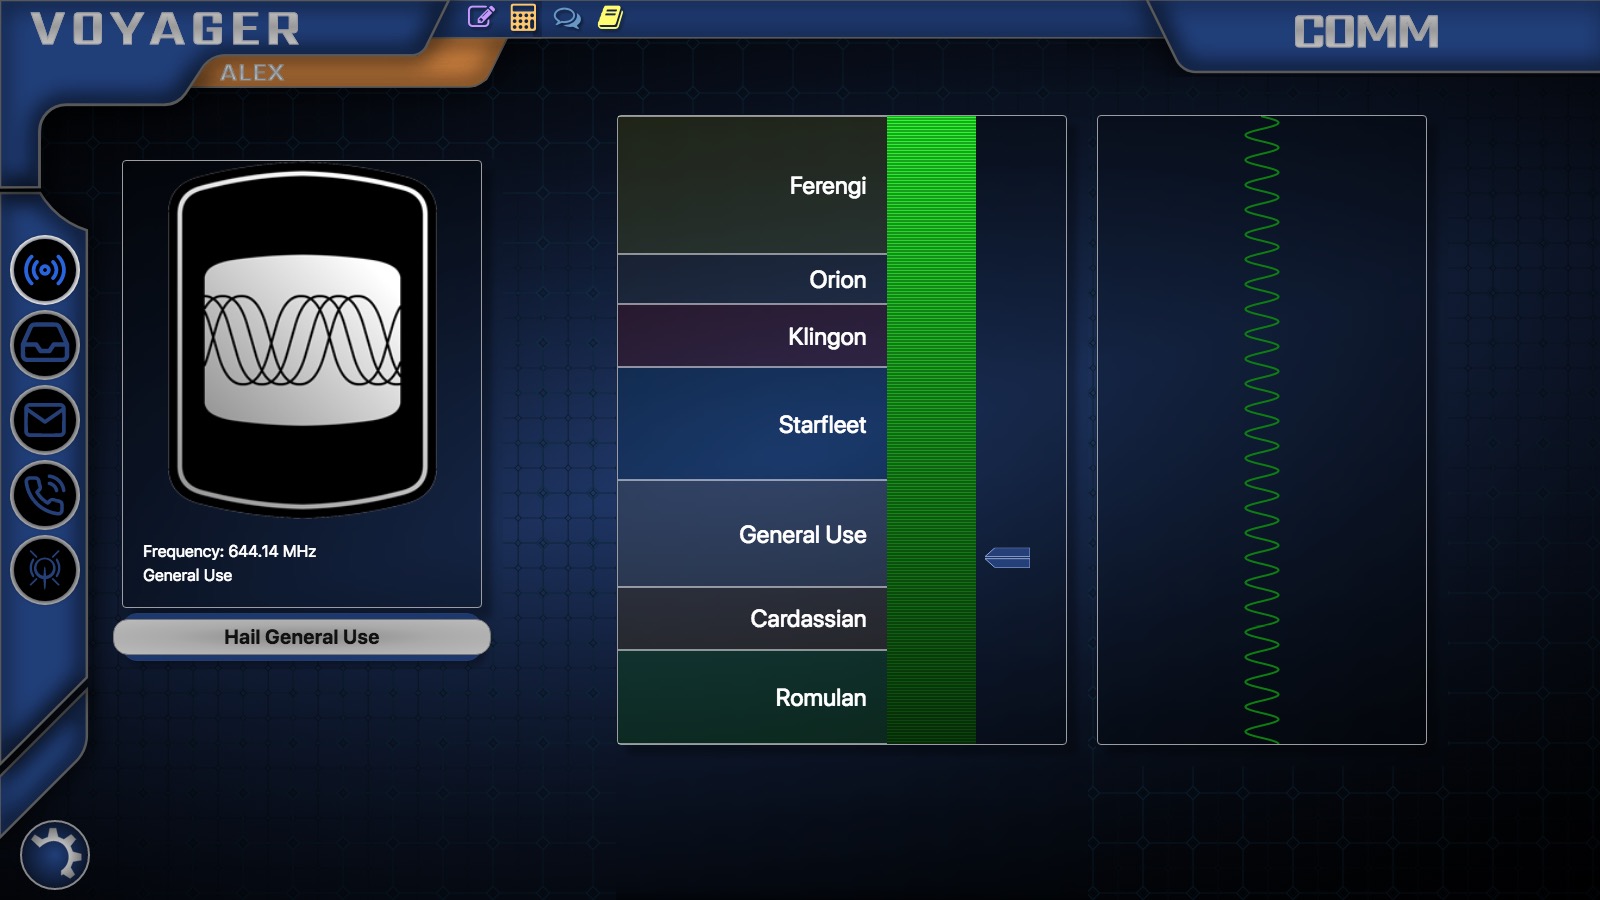 VOYAGER
ALEX
COMM
Frequency: 644.14 MHz
General Use
Hail General Use
Ferengi
Orion
Klingon
Starfleet
General Use
Cardassian
Romulan